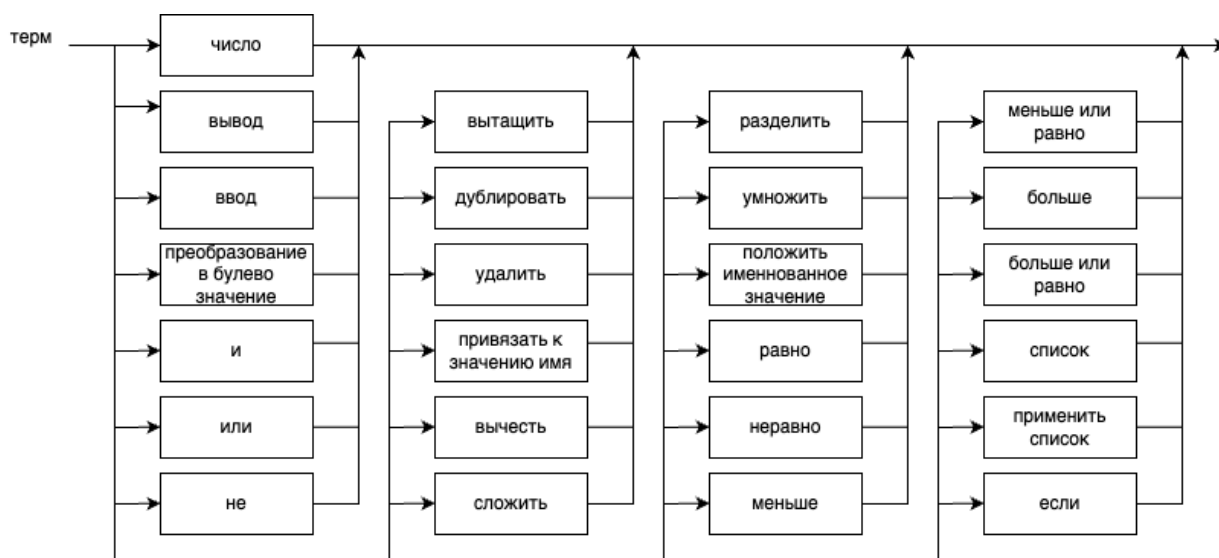 терм
число
вывод
ввод
преобразование
в булево
значение
и
или
не
вытащить
дублировать
удалить
привязать к
значению имя
вычесть
сложить
разделить
умножить
положить
именнованное
значение
равно
неравно
меньше
меньше или
равно
больше
больше или
равно
список
применить
список
если